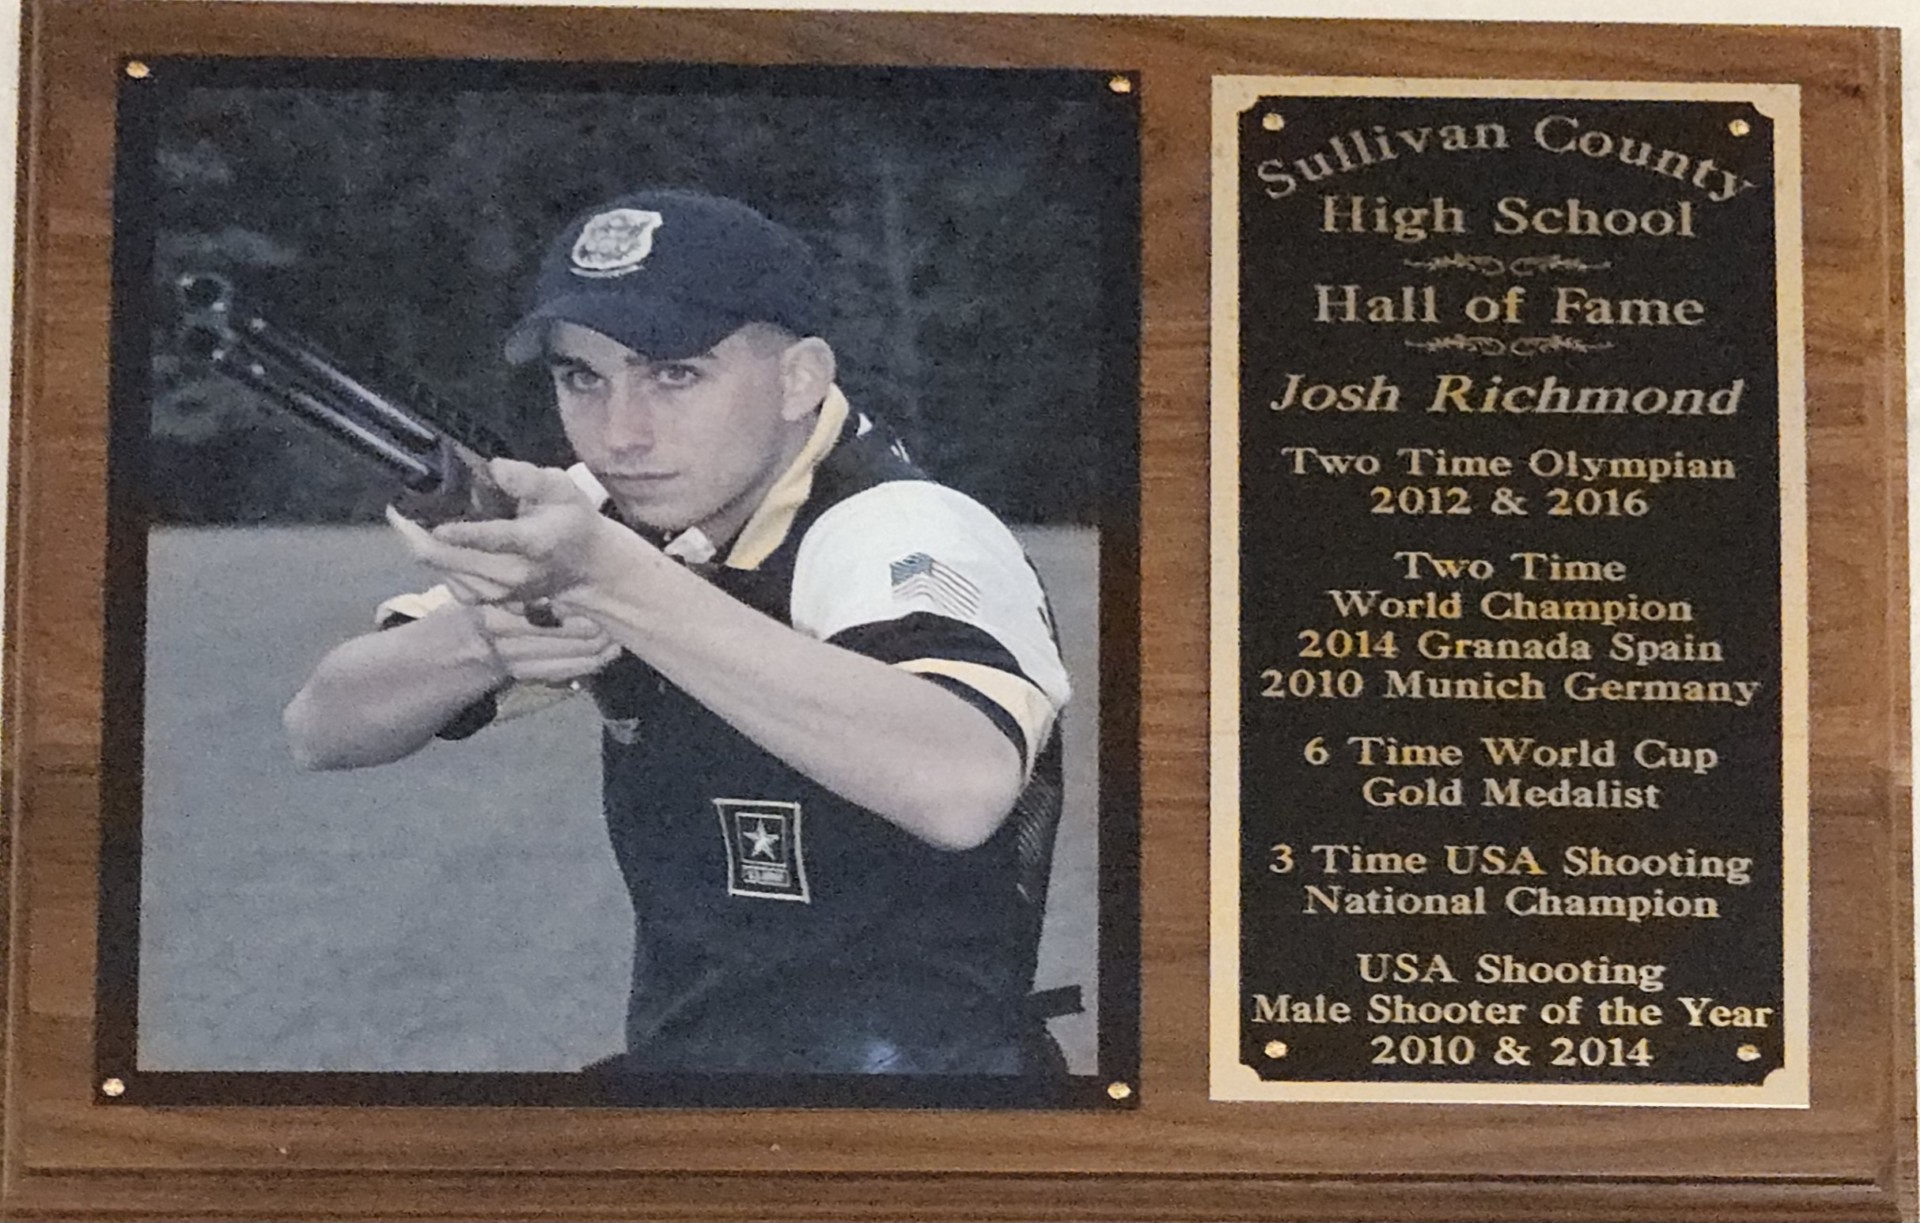 Sullivan County
High School
Hall of Fame
Josh Richmond
Two Time Olympian
2012 & 2016
Two Time
World Champion
2014 Granada Spain
2010 Munich Germany
6 Time World Cup
Gold Medalist
3 Time USA Shooting
National Champion
USA Shooting
Male Shooter of the Year
2010 & 2014